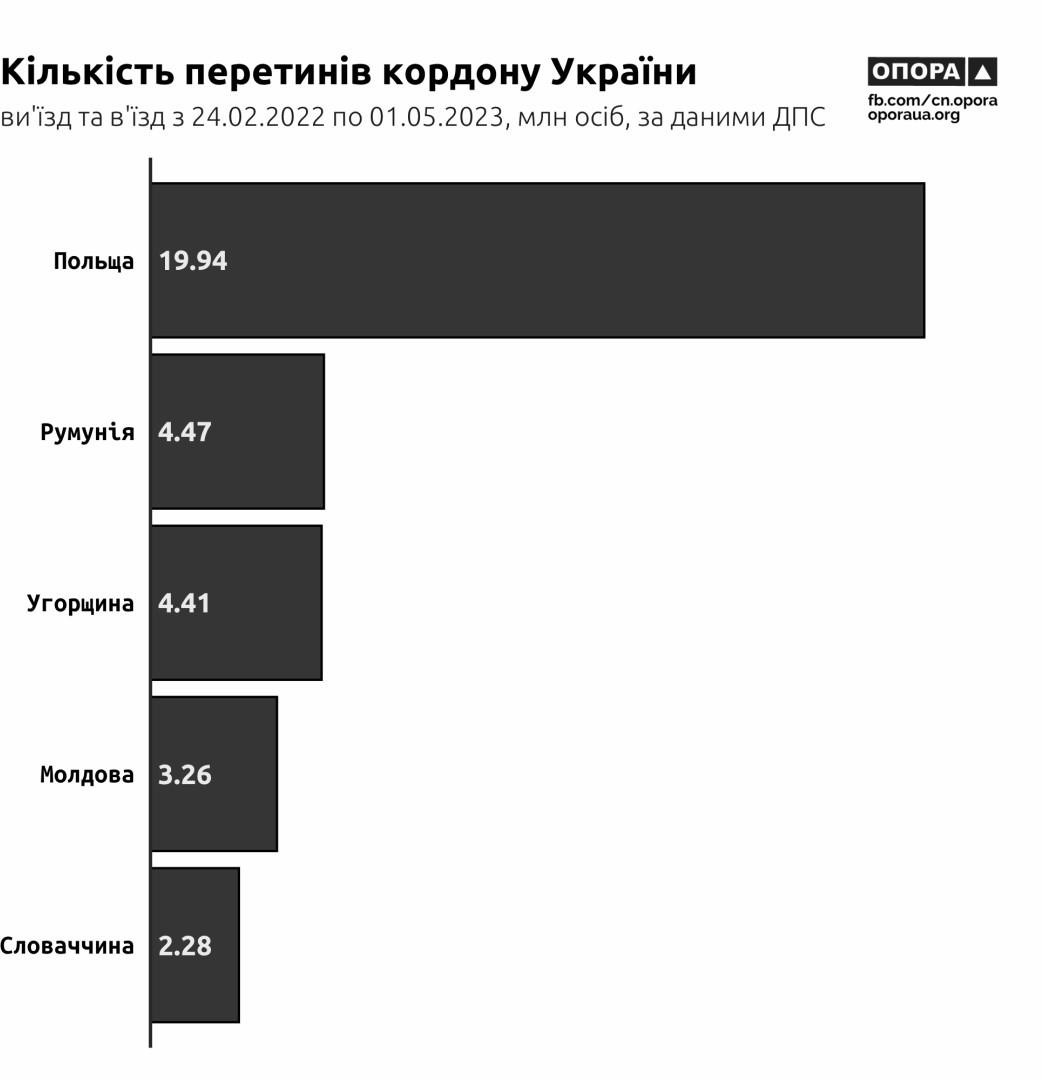 Кількість перетинів кордону України
ви'їзд та в'їзд з 24.02.2022 по 01.05.2023, млн осіб, за даними ДПС
ОПОРА
fb.com/cn.opora
oporaua.org
Польща 19.94
Румунія 4.47
Угорщина 4.41
Молдова 3.26
Словаччина 2.28